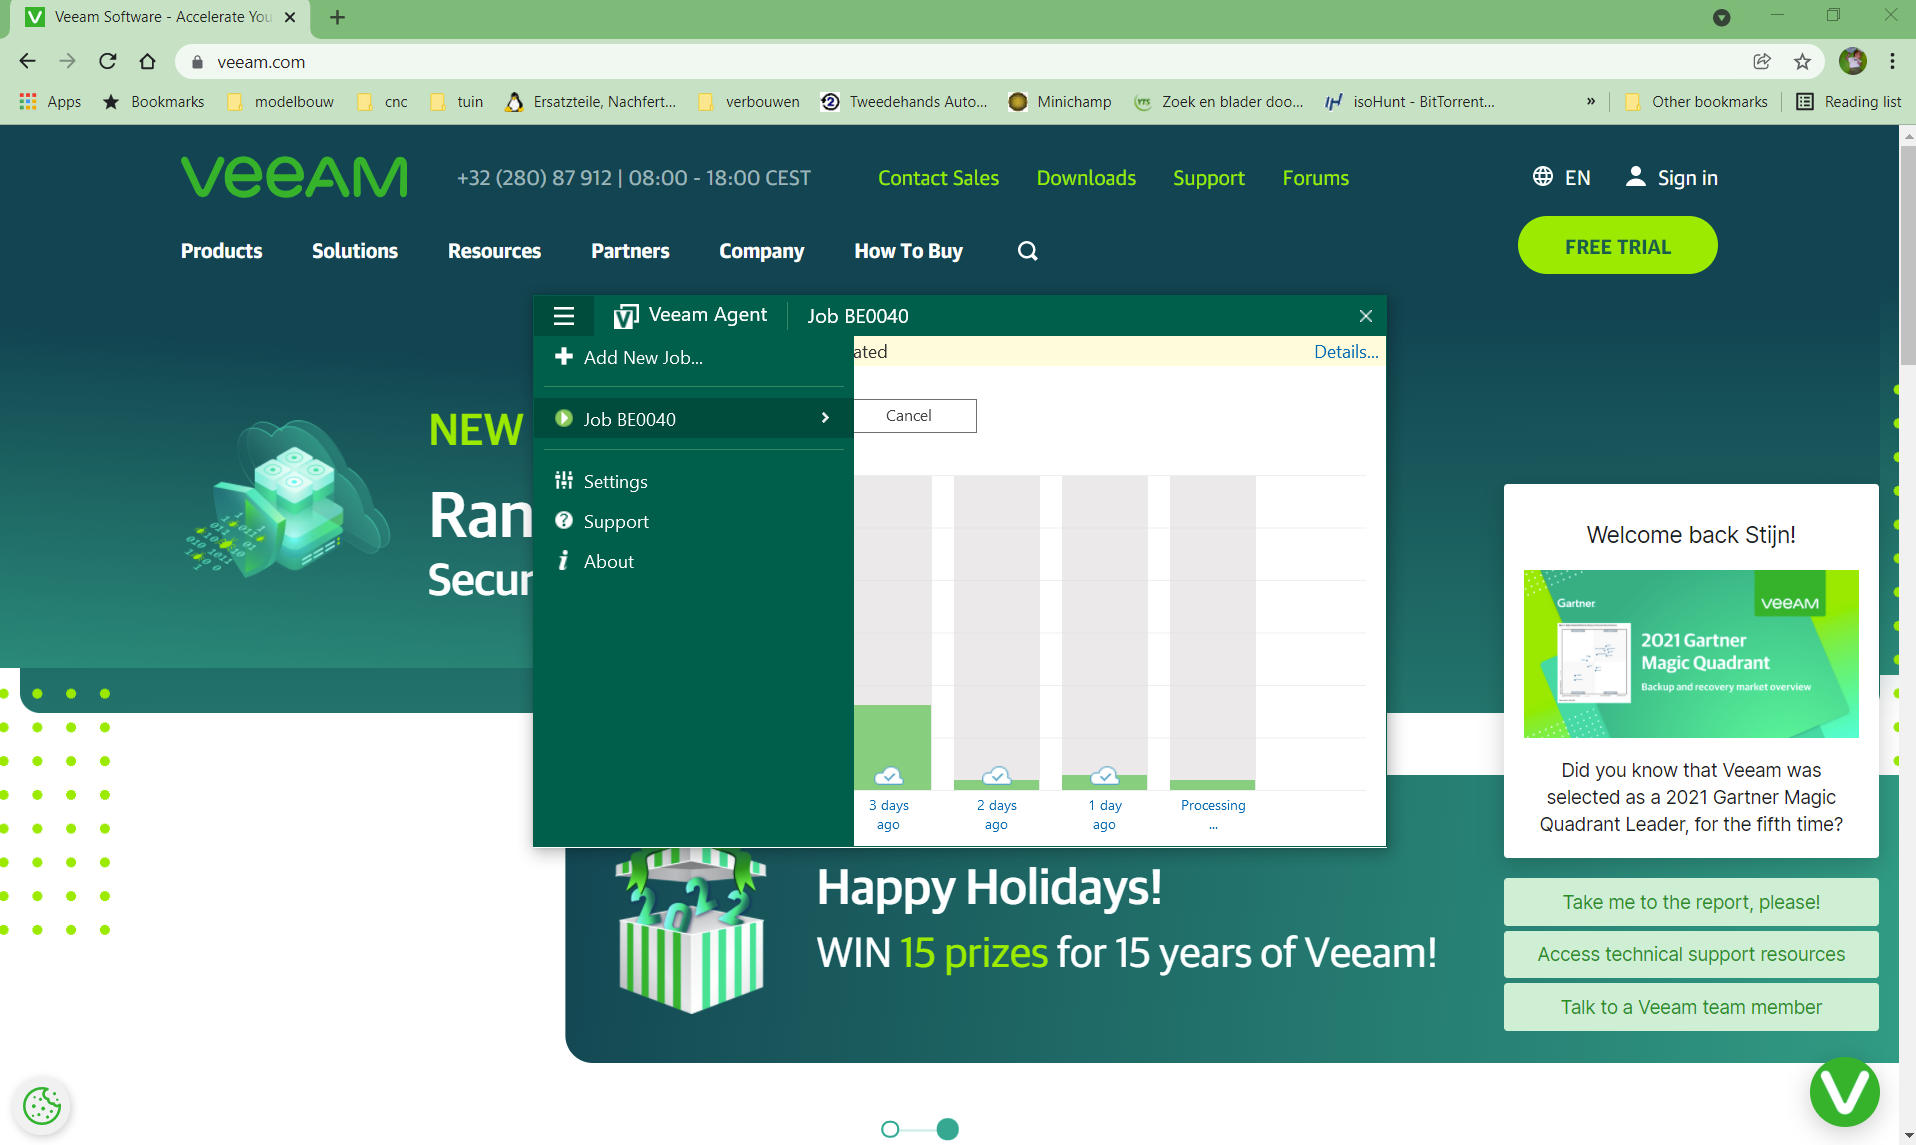 Veeam Software - Accelerate You
veeam.com
Apps
Bookmarks
modelbouw
cnc
tuin
Ersatzteile, Nachfert...
verbouwen
Tweedehands Auto...
Minichamp
Zoek en blader doo...
isoHunt - BitTorrent...
»
Other bookmarks
Reading list
veeAM
+32 (280) 87 912 | 08:00 - 18:00 CEST
Contact Sales
Downloads
Support
Forums
EN
Sign in
Products
Solutions
Resources
Partners
Company
How To Buy
FREE TRIAL
Veeam Agent
Job BE0040
Add New Job...
ated
Details...
Job BE0040
Cancel
Settings
Support
About
3 days
ago
2 days
ago
1 day
ago
Processing
...
NEW
Ran
Secur
Welcome back Stijn!
Gartner
veeAM
2021 Gartner
Magic Quadrant
Backup and recovery market overview
Did you know that Veeam was
selected as a 2021 Gartner Magic
Quadrant Leader, for the fifth time?
Take me to the report, please!
Access technical support resources
Talk to a Veeam team member
2022
Happy Holidays!
WIN 15 prizes for 15 years of Veeam!